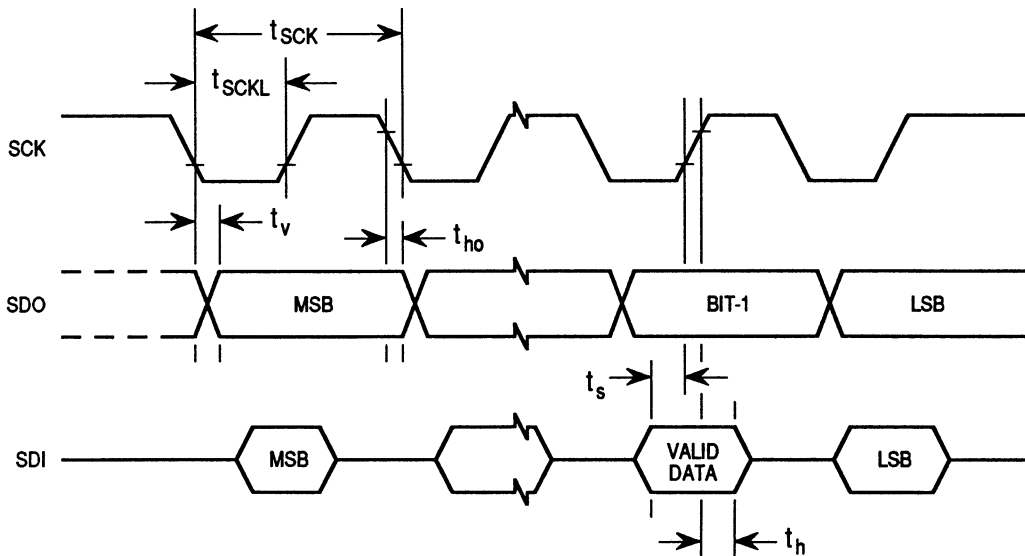 tSCK
tSCKL
SCK
tv
tho
SDO
MSB
BIT-1
LSB
ts
SDI
MSB
VALID
DATA
LSB
th